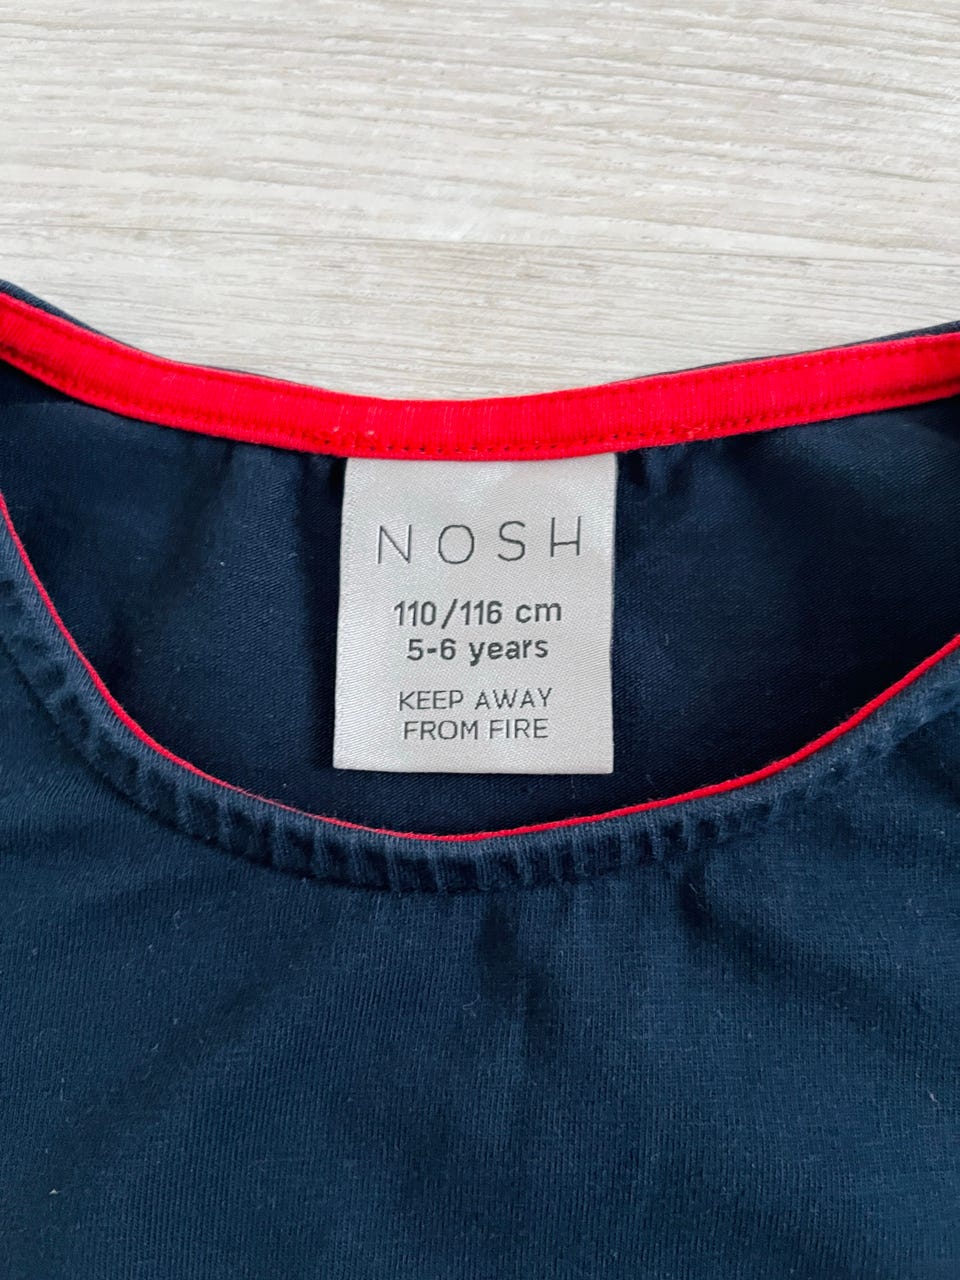 NOSH
110/116 cm
5-6 years
KEEP AWAY
FROM FIRE